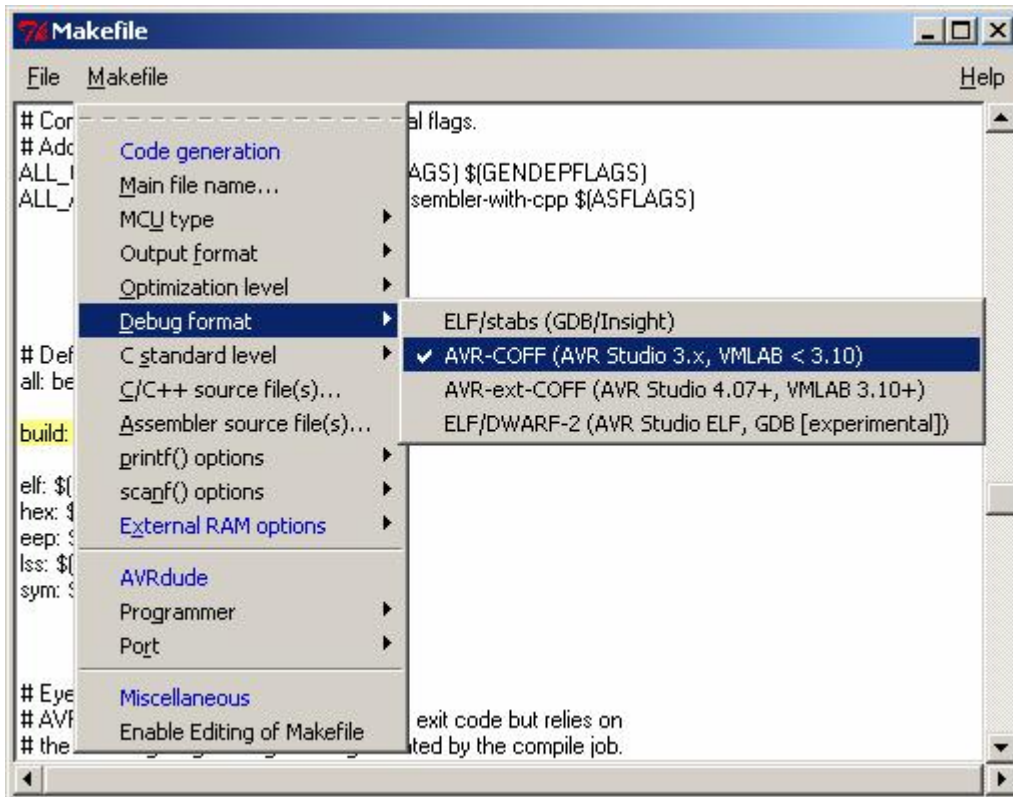 Makefile
File Makefile Help
# Cor al flags.
# Add
Code generation
ALL_ AGS) $(GENDEPFLAGS)
Main file name...
ALL_ sembler-with-cpp $(ASFLAGS)
MCU type
Output format
Optimization level
Debug format
ELF/stabs (GDB/Insight)
# Def
C standard level
AVR-COFF (AVR Studio 3.x, VMLAB < 3.10)
all: be
C/C++ source file(s)...
AVR-ext-COFF (AVR Studio 4.07+, VMLAB 3.10+)
build:
Assembler source file(s)...
ELF/DWARF-2 (AVR Studio ELF, GDB [experimental])
printf() options
elf: $(
scanf() options
hex: $
External RAM options
eep: $
lss: $(
AVRdude
sym: $
Programmer
Port
# Eye
Miscellaneous
# AVR exit code but relies on
Enable Editing of Makefile
# the ted by the compile job.